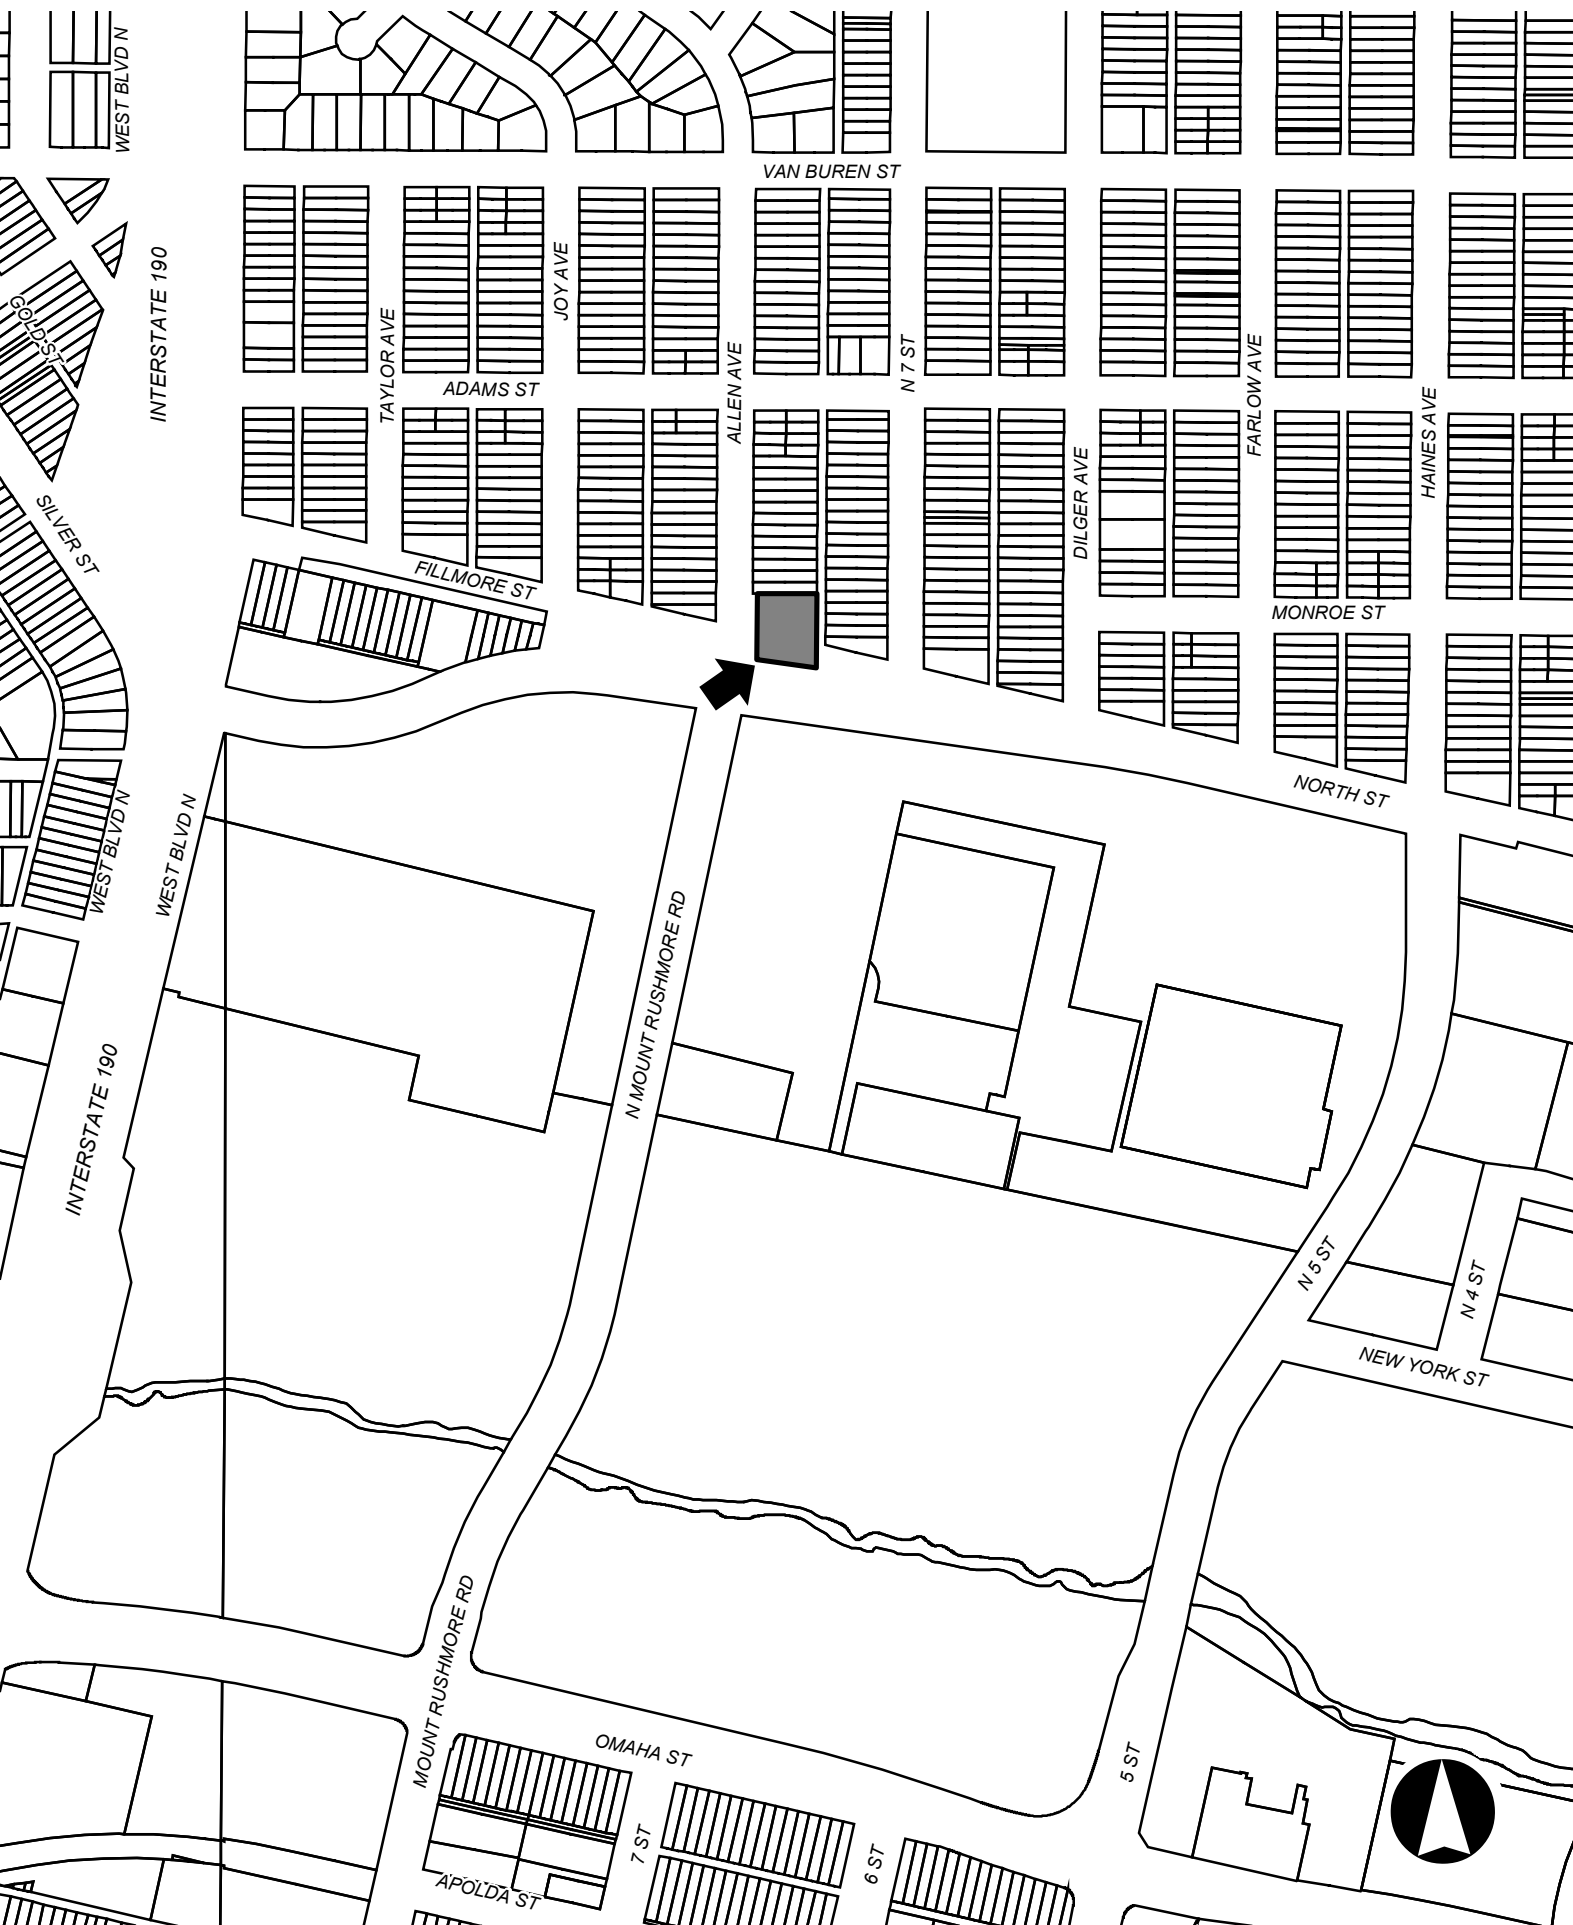 WEST BLVD N
VAN BUREN ST
INTERSTATE 190
GOLD ST
JOY AVE
TAYLOR AVE
ADAMS ST
ALLEN AVE
N 7 ST
FARLOW AVE
HAINES AVE
DILGER AVE
SILVER ST
FILLMORE ST
MONROE ST
NORTH ST
WEST BLVD N
WEST BLVD N
N MOUNT RUSHMORE RD
INTERSTATE 190
N 5 ST
N 4 ST
NEW YORK ST
MOUNT RUSHMORE RD
OMAHA ST
5 ST
7 ST
6 ST
APOLDA ST